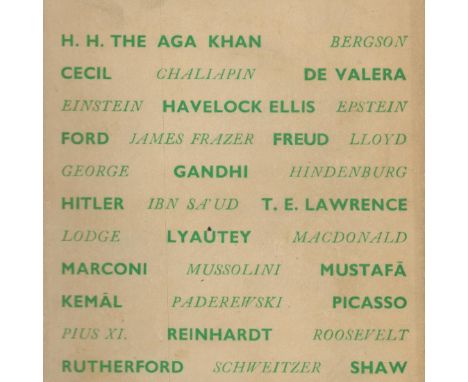 H. H. THE AGA KHAN BERGSON
CECIL CHALIAPIN DE VALERA
EINSTEIN HAVELOCK ELLIS EPSTEIN
FORD JAMES FRAZER FREUD LLOYD
GEORGE GANDHI HINDENBURG
HITLER IBN SA'UD T. E. LAWRENCE
LODGE LYAUTEY MACDONALD
MARCONI MUSSOLINI MUSTAFĀ
KEMĀL PADEREWSKI PICASSO
PIUS XI. REINHARDT ROOSEVELT
RUTHERFORD SCHWEITZER SHAW